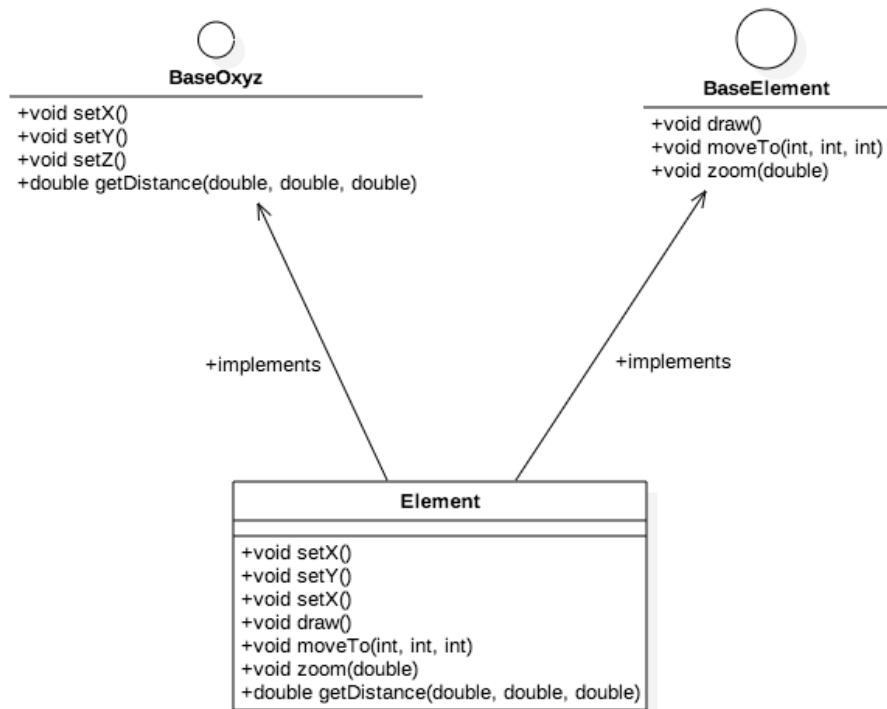 BaseOxyz
+void setX()
+void setY()
+void setZ()
+double getDistance(double, double, double)
BaseElement
+void draw()
+void moveTo(int, int, int)
+void zoom(double)
+implements
+implements
Element
+void setX()
+void setY()
+void setX()
+void draw()
+void moveTo(int, int, int)
+void zoom(double)
+double getDistance(double, double, double)